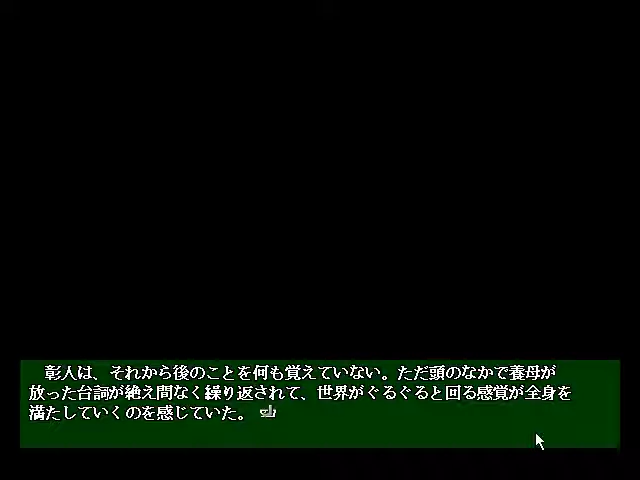 彰人は、それから後のことを何も覚えていない。ただ頭のなかで養母が
放った台詞が絶え間なく繰り返されて、世界がぐるぐると回る感覚が全身を
満たしていくのを感じていた。